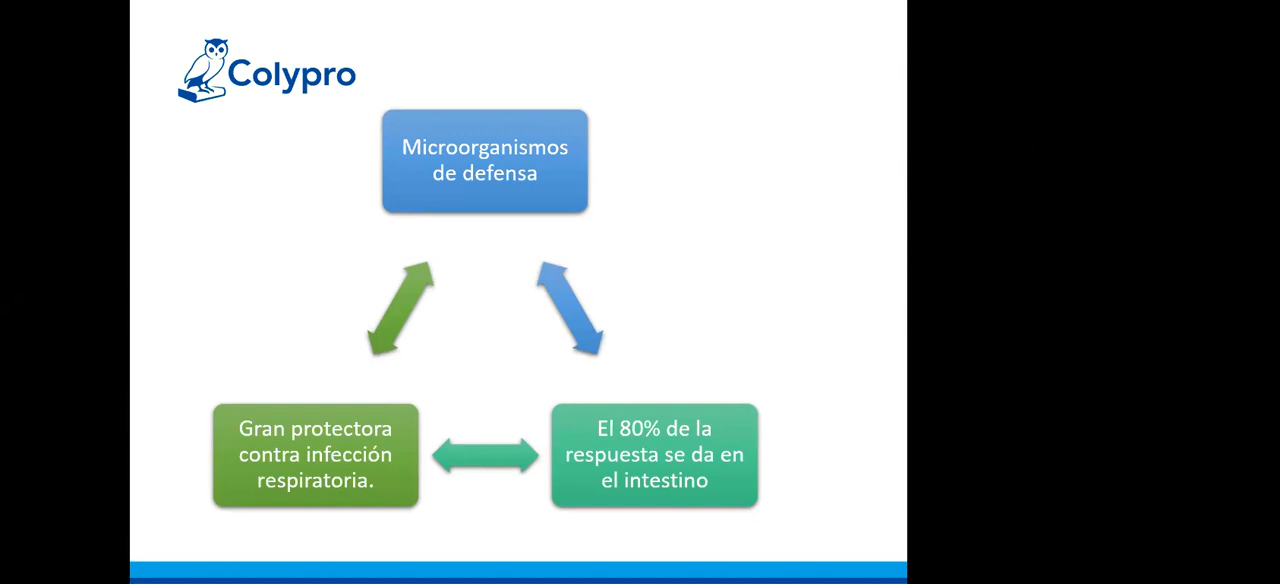 Colypro
Microorganismos
de defensa
Gran protectora
contra infección
respiratoria.
El 80% de la
respuesta se da en
el intestino